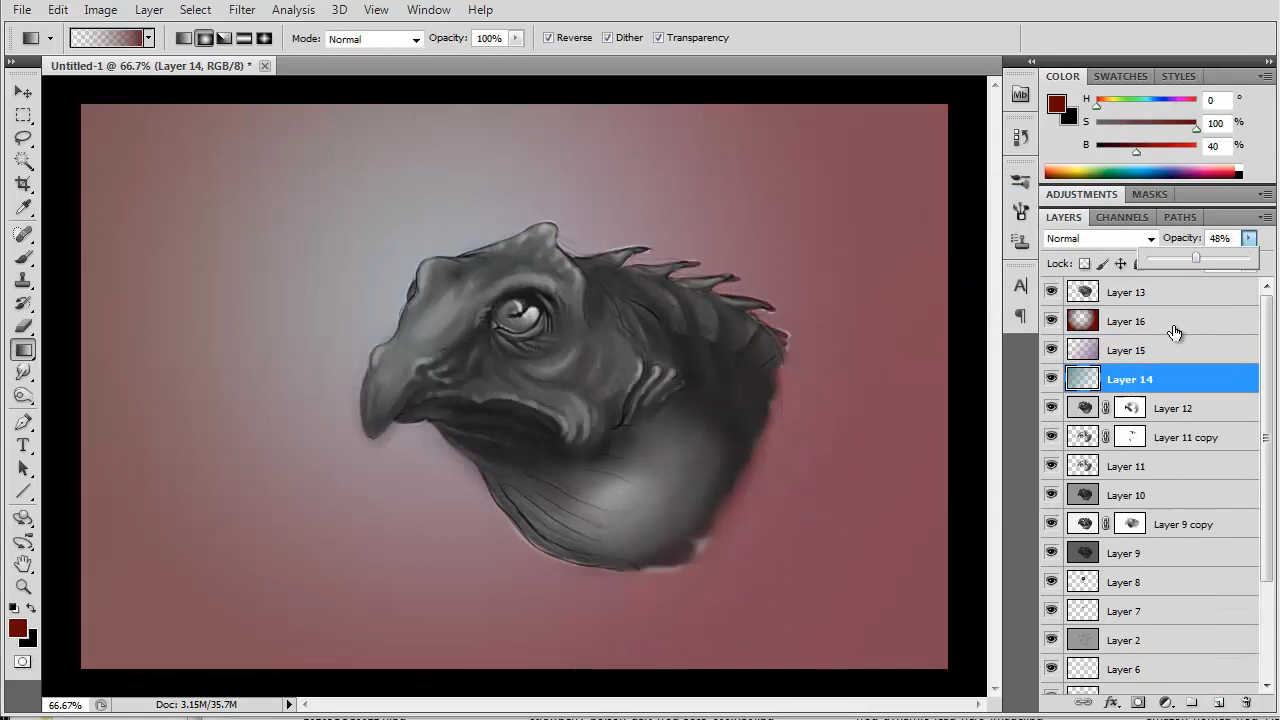 File Edit Image Layer Select Filter Analysis 3D View Window Help
Mode: Normal Opacity: 100% Reverse Dither Transparency
Untitled-1 @ 66.7% (Layer 14, RGB/8) *
COLOR SWATCHES STYLES
H 0 °
S 100 %
B 40 %
ADJUSTMENTS MASKS
LAYERS CHANNELS PATHS
Normal Opacity: 48%
Lock:
Layer 13
Layer 16
Layer 15
Layer 14
Layer 12
Layer 11 copy
Layer 11
Layer 10
Layer 9 copy
Layer 9
Layer 8
Layer 7
Layer 2
Layer 6
Mb
A
T
fx
66.67% Doc: 3.15M/35.7M